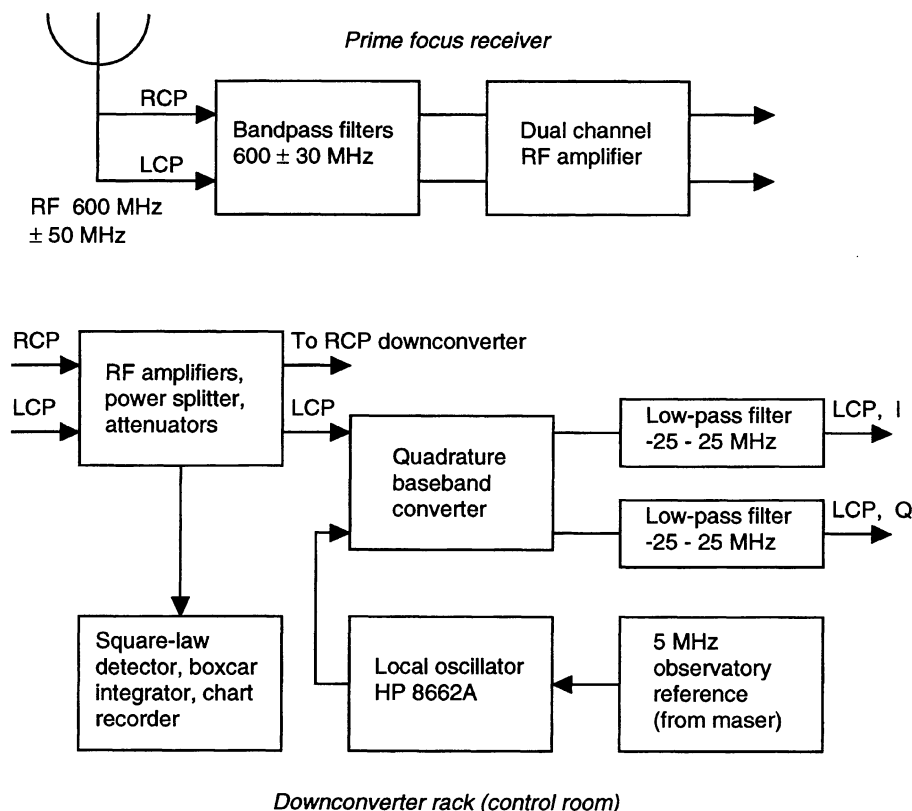 Prime focus receiver
RCP
LCP
RF 600 MHz
± 50 MHz
Bandpass filters
600 ± 30 MHz
Dual channel
RF amplifier
RCP
LCP
RF amplifiers,
power splitter,
attenuators
To RCP downconverter
LCP
Quadrature
baseband
converter
Low-pass filter
-25 - 25 MHz
LCP, I
Low-pass filter
-25 - 25 MHz
LCP, Q
Square-law
detector, boxcar
integrator, chart
recorder
Local oscillator
HP 8662A
5 MHz
observatory
reference
(from maser)
Downconverter rack (control room)